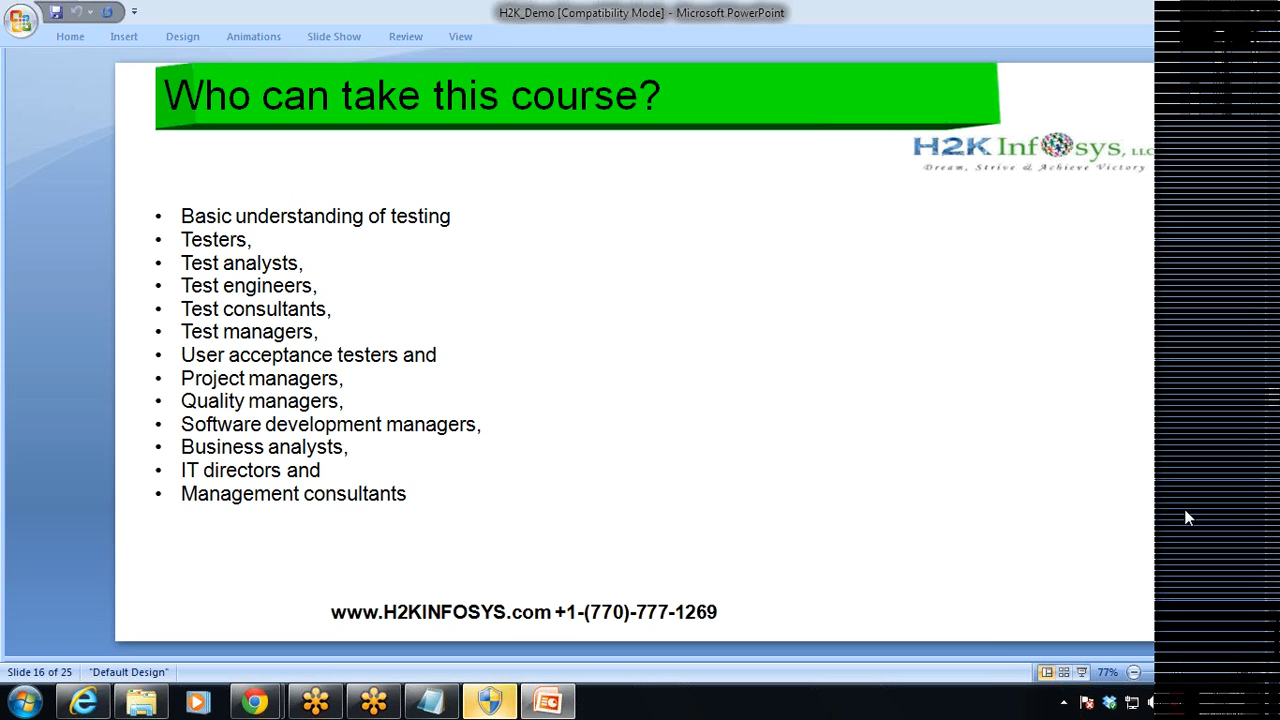 H2K_Demo [Compatibility Mode] - Microsoft PowerPoint
Home Insert Design Animations Slide Show Review View
Who can take this course?
H2K Infosys, LLC
Dream, Strive & Achieve Victory
• Basic understanding of testing
• Testers,
• Test analysts,
• Test engineers,
• Test consultants,
• Test managers,
• User acceptance testers and
• Project managers,
• Quality managers,
• Software development managers,
• Business analysts,
• IT directors and
• Management consultants
www.H2KINFOSYS.com +1-(770)-777-1269
Slide 16 of 25 "Default Design" 77%